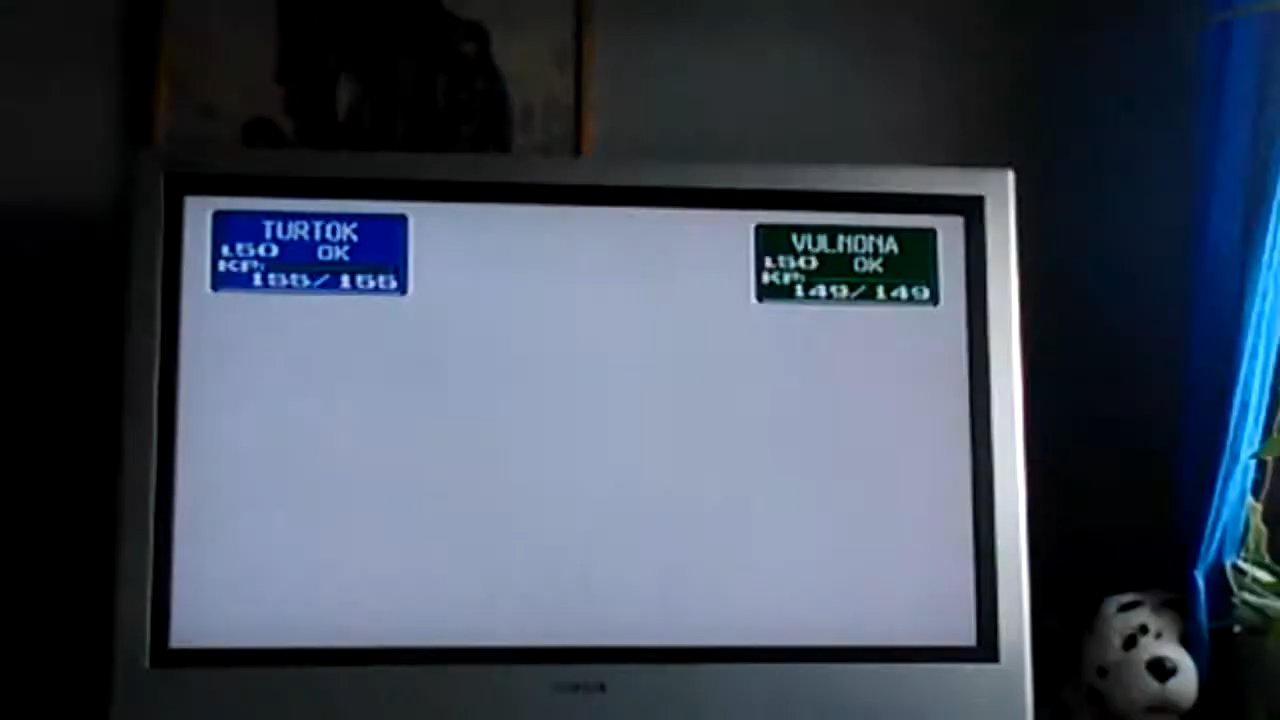 TURTOK
L50 OK
KP:
155/155
VULNONA
L50 OK
KP:
149/149